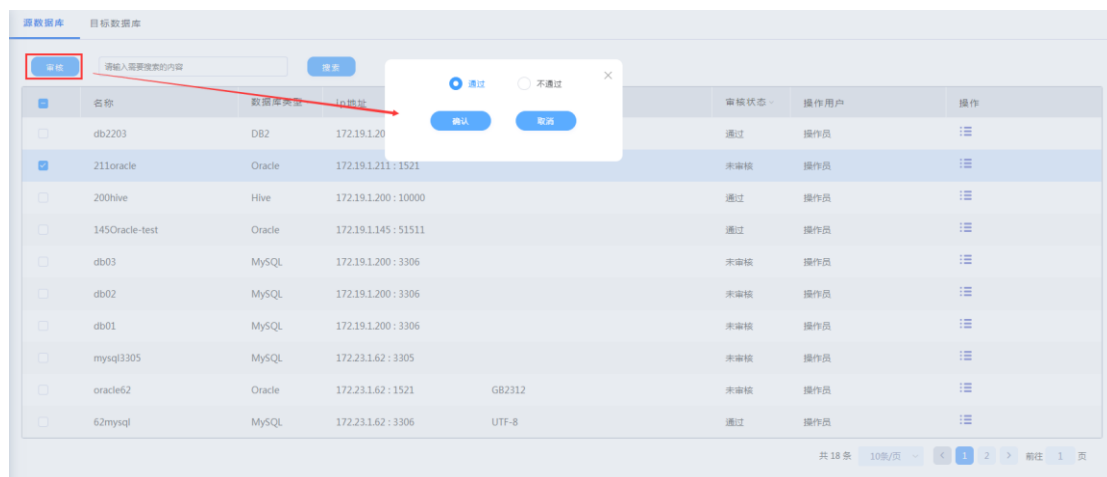 源数据库 目标数据库
审核 请输入需要搜索的内容 搜索
通过 不通过
确认 取消
名称 数据库类型 ip地址 审核状态 操作用户 操作
db2203 DB2 172.19.1.20 通过 操作员
211oracle Oracle 172.19.1.211 : 1521 未审核 操作员
200hive Hive 172.19.1.200 : 10000 通过 操作员
145Oracle-test Oracle 172.19.1.145 : 51511 通过 操作员
db03 MySQL 172.19.1.200 : 3306 未审核 操作员
db02 MySQL 172.19.1.200 : 3306 未审核 操作员
db01 MySQL 172.19.1.200 : 3306 未审核 操作员
mysql3305 MySQL 172.23.1.62 : 3305 未审核 操作员
oracle62 Oracle 172.23.1.62 : 1521 GB2312 未审核 操作员
62mysql MySQL 172.23.1.62 : 3306 UTF-8 通过 操作员
共 18 条 10条/页 1 2 前往 1 页